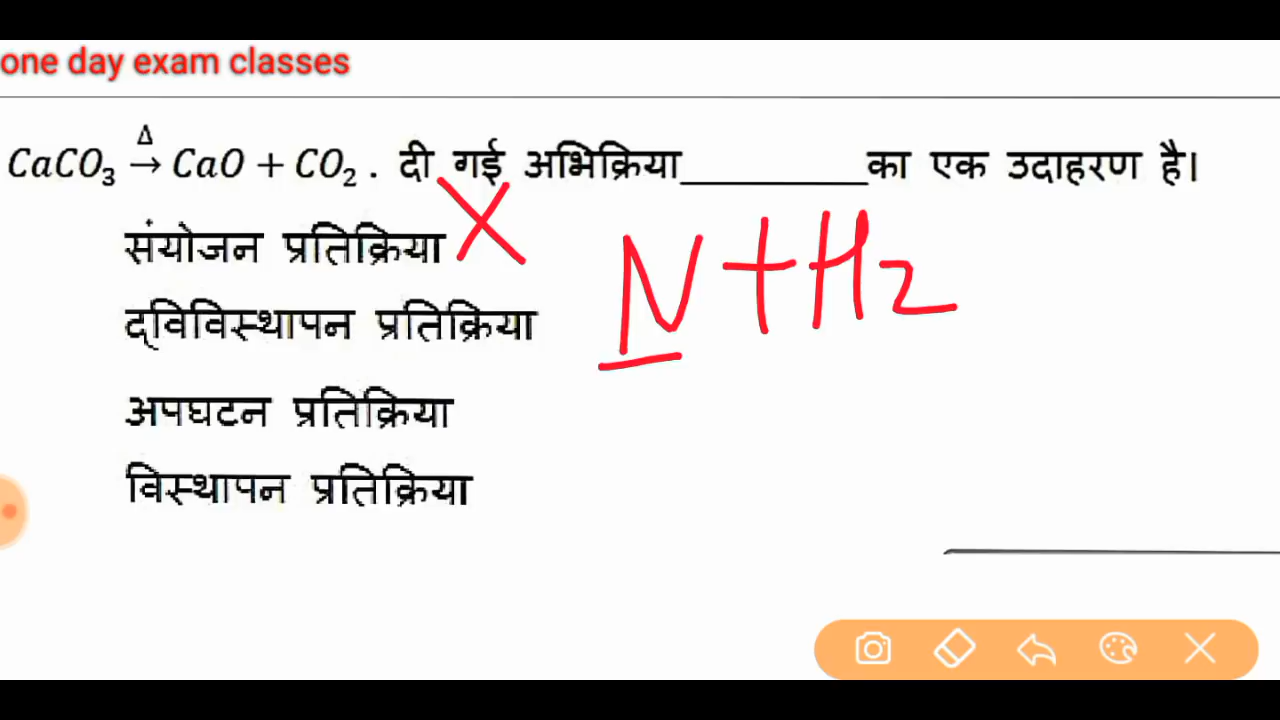 one day exam classes
CaCO₃ →^Δ CaO + CO₂ . दी गई अभिक्रिया_________का एक उदाहरण है।
संयोजन प्रतिक्रिया X
N + H2
द्विविस्थापन प्रतिक्रिया
अपघटन प्रतिक्रिया
विस्थापन प्रतिक्रिया